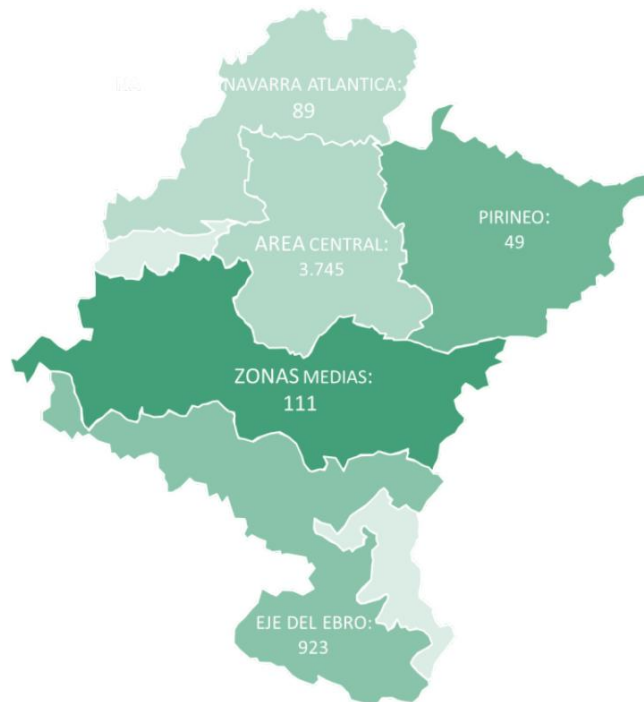 NAVARRA ATLANTICA:
89
PIRINEO:
49
AREA CENTRAL:
3.745
ZONAS MEDIAS:
111
EJE DEL EBRO:
923